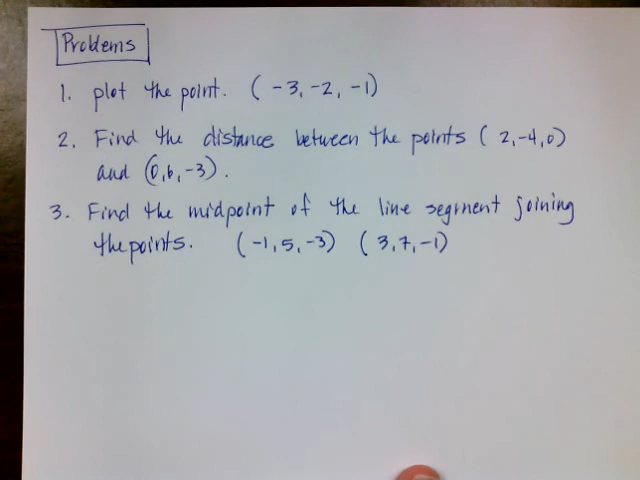 Problems
1. plot the point. (-3, -2, -1)
2. Find the distance between the points (2, -4, 0)
and (0, 6, -3).
3. Find the midpoint of the line segment joining
the points. (-1, 5, -3) (3, 7, -1)